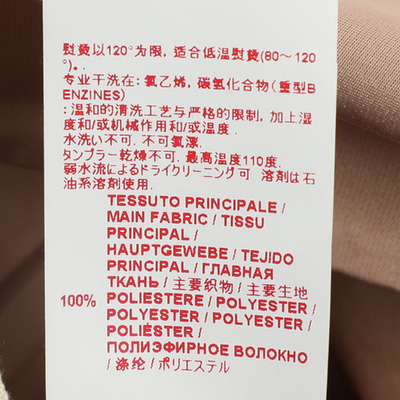 熨燙以120°为限, 适合低温熨燙(80～120
°)。.
专业干洗在: 氯乙烯, 碳氢化合物 (重型B
ENZINES)
: 温和的清洗工艺与严格的限制, 加上湿
度和/或机械作用和/或温度.
水洗い不可. 不可氯漂.
タンブラー乾燥不可. 最高温度110度.
弱水流によるドライクリーニング可 溶剤は石
油系溶剤使用.
TESSUTO PRINCIPALE /
MAIN FABRIC / TISSU
PRINCIPAL /
HAUPTGEWEBE / TEJIDO
PRINCIPAL / ГЛАВНАЯ
ТКАНЬ / 主要织物 / 主要生地
100% POLIESTERE / POLYESTER /
POLYESTER / POLYESTER /
POLIÉSTER /
ПОЛИЭФИРНОЕ ВОЛОКНО
/ 涤纶 / ポリエステル